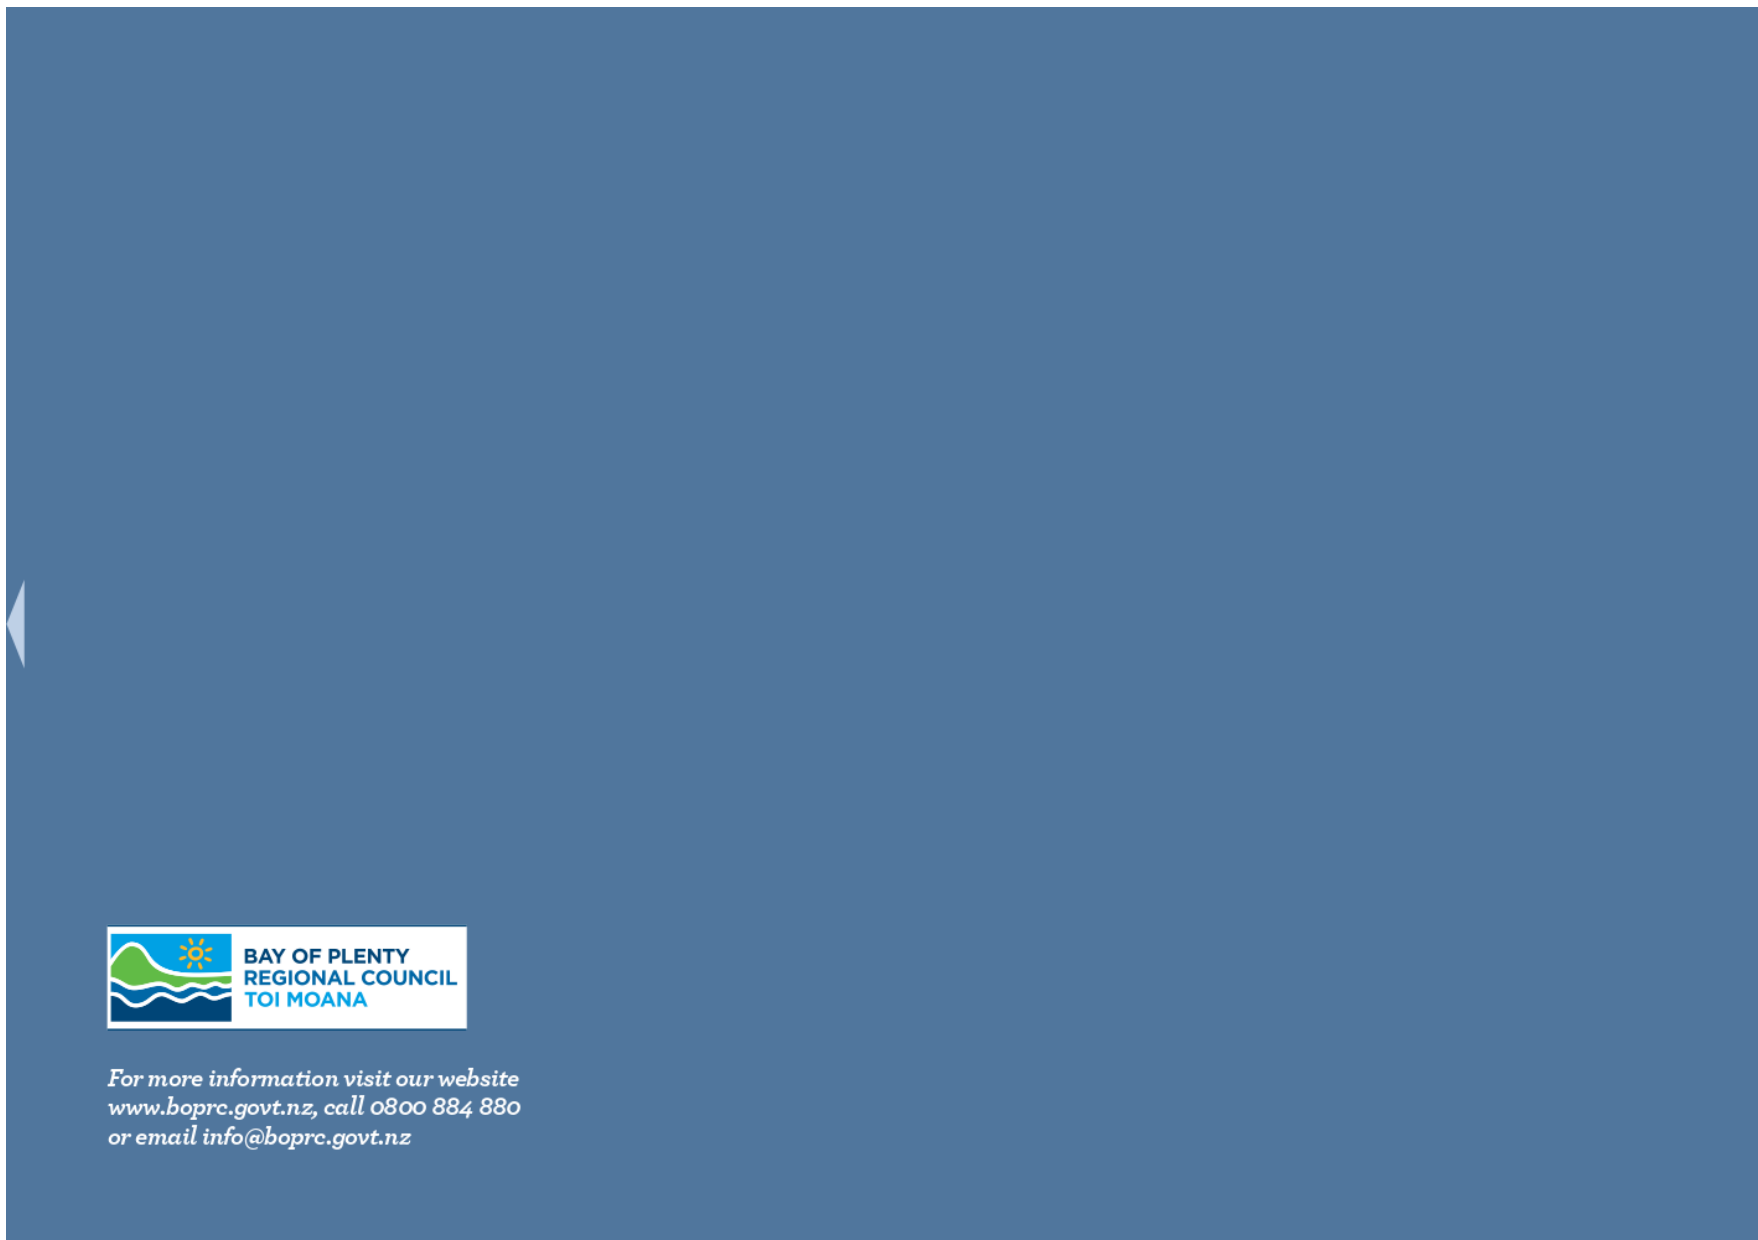 BAY OF PLENTY
REGIONAL COUNCIL
TOI MOANA
For more information visit our website
www.boprc.govt.nz, call 0800 884 880
or email info@boprc.govt.nz